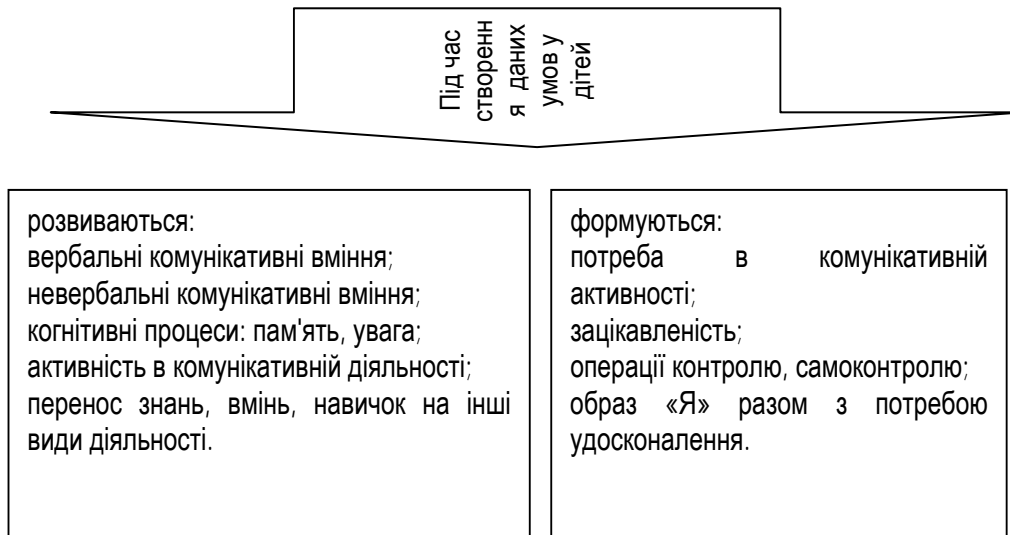 Під час
створенн
я даних
умов у
дітей
розвиваються:
вербальні комунікативні вміння;
невербальні комунікативні вміння;
когнітивні процеси: пам'ять, увага;
активність в комунікативній діяльності;
перенос знань, вмінь, навичок на інші
види діяльності.
формуються:
потреба в комунікативній
активності;
зацікавленість;
операції контролю, самоконтролю;
образ «Я» разом з потребою
удосконалення.